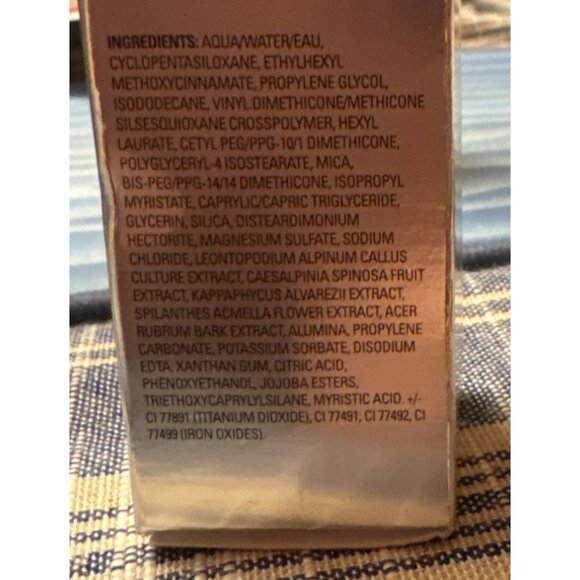 INGREDIENTS: AQUA/WATER/EAU,
CYCLOPENTASILOXANE, ETHYLHEXYL
METHOXYCINNAMATE, PROPYLENE GLYCOL,
ISODODECANE, VINYL DIMETHICONE/METHICONE
SILSESQUIOXANE CROSSPOLYMER, HEXYL
LAURATE, CETYL PEG/PPG-10/1 DIMETHICONE,
POLYGLYCERYL-4 ISOSTEARATE, MICA,
BIS-PEG/PPG-14/14 DIMETHICONE, ISOPROPYL
MYRISTATE, CAPRYLIC/CAPRIC TRIGLYCERIDE,
GLYCERIN, SILICA, DISTEARDIMONIUM
HECTORITE, MAGNESIUM SULFATE, SODIUM
CHLORIDE, LEONTOPODIUM ALPINUM CALLUS
CULTURE EXTRACT, CAESALPINIA SPINOSA FRUIT
EXTRACT, KAPPAPHYCUS ALVAREZII EXTRACT,
SPILANTHES ACMELLA FLOWER EXTRACT, ACER
RUBRUM BARK EXTRACT, ALUMINA, PROPYLENE
CARBONATE, POTASSIUM SORBATE, DISODIUM
EDTA, XANTHAN GUM, CITRIC ACID,
PHENOXYETHANOL, JOJOBA ESTERS,
TRIETHOXYCAPRYLYLSILANE, MYRISTIC ACID. +/-
CI 77891 (TITANIUM DIOXIDE), CI 77491, CI 77492, CI
77499 (IRON OXIDES).